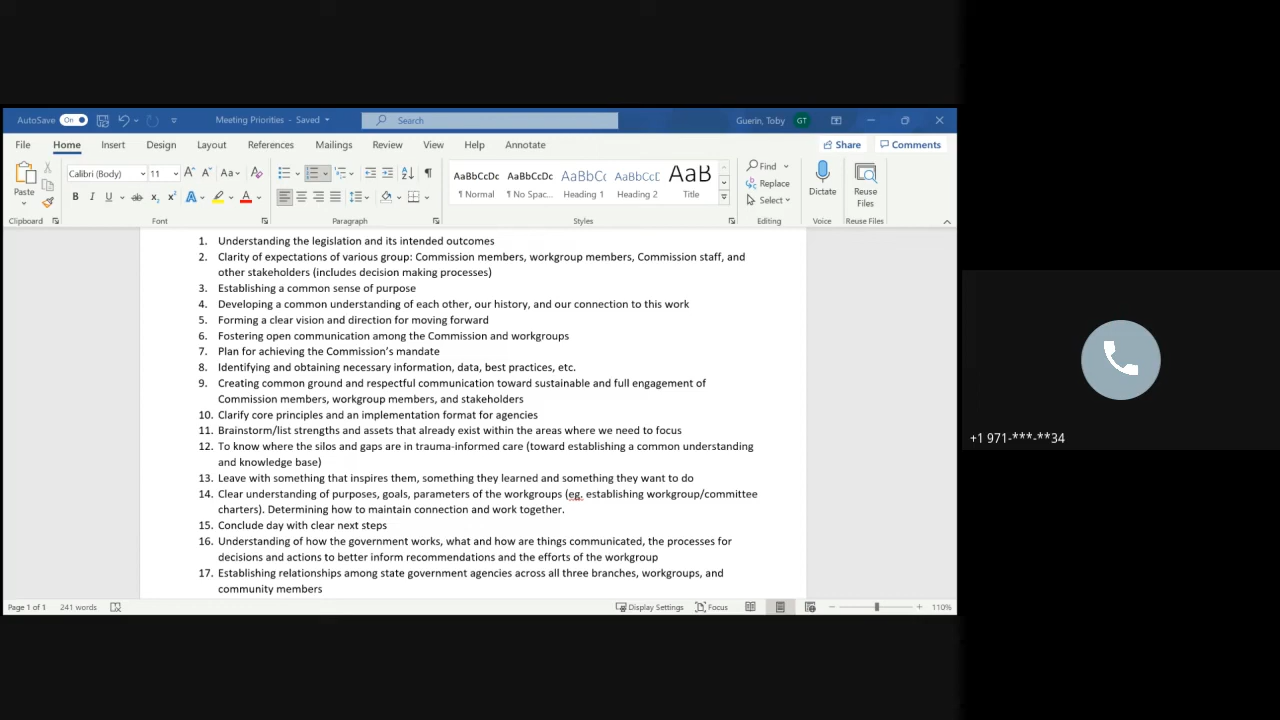 AutoSave On Meeting Priorities - Saved Search Guerin, Toby GT
File Home Insert Design Layout References Mailings Review View Help Annotate Share Comments
Paste
Clipboard
Calibri (Body) 11 Aa
B I U ab x₂ x² A A
Font
Paragraph
AaBbCcDc AaBbCcDc AaBbCc AaBbCcC AaB
¶ Normal ¶ No Spac... Heading 1 Heading 2 Title
Styles
Find
Replace
Select
Editing
Dictate
Voice
Reuse
Files
Reuse Files
1. Understanding the legislation and its intended outcomes
2. Clarity of expectations of various group: Commission members, workgroup members, Commission staff, and
other stakeholders (includes decision making processes)
3. Establishing a common sense of purpose
4. Developing a common understanding of each other, our history, and our connection to this work
5. Forming a clear vision and direction for moving forward
6. Fostering open communication among the Commission and workgroups
7. Plan for achieving the Commission's mandate
8. Identifying and obtaining necessary information, data, best practices, etc.
9. Creating common ground and respectful communication toward sustainable and full engagement of
Commission members, workgroup members, and stakeholders
10. Clarify core principles and an implementation format for agencies
11. Brainstorm/list strengths and assets that already exist within the areas where we need to focus
12. To know where the silos and gaps are in trauma-informed care (toward establishing a common understanding
and knowledge base)
13. Leave with something that inspires them, something they learned and something they want to do
14. Clear understanding of purposes, goals, parameters of the workgroups (eg. establishing workgroup/committee
charters). Determining how to maintain connection and work together.
15. Conclude day with clear next steps
16. Understanding of how the government works, what and how are things communicated, the processes for
decisions and actions to better inform recommendations and the efforts of the workgroup
17. Establishing relationships among state government agencies across all three branches, workgroups, and
community members
Page 1 of 1 241 words Display Settings Focus 110%
+1 971-***-**34